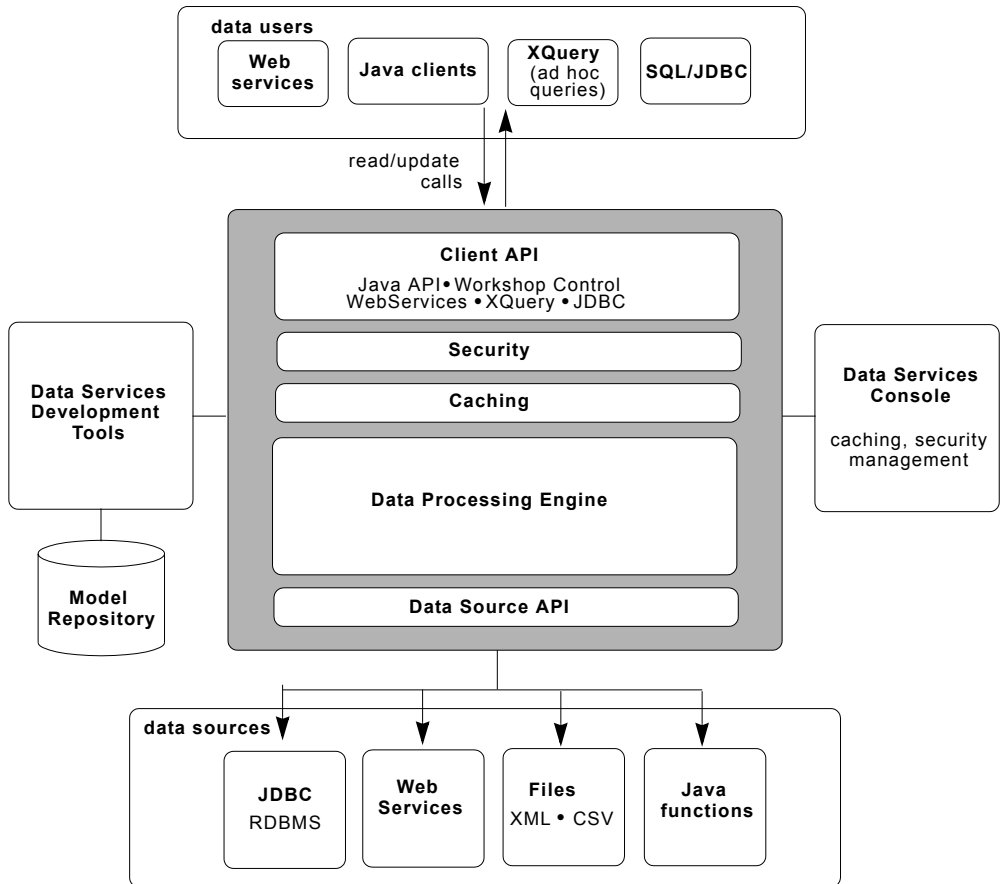 data users
Web
services
Java clients
XQuery
(ad hoc
queries)
SQL/JDBC
read/update
calls
Client API
Java API• Workshop Control
WebServices • XQuery • JDBC
Security
Caching
Data Processing Engine
Data Source API
Data Services
Development
Tools
Model
Repository
Data Services
Console
caching, security
management
data sources
JDBC
RDBMS
Web
Services
Files
XML • CSV
Java
functions